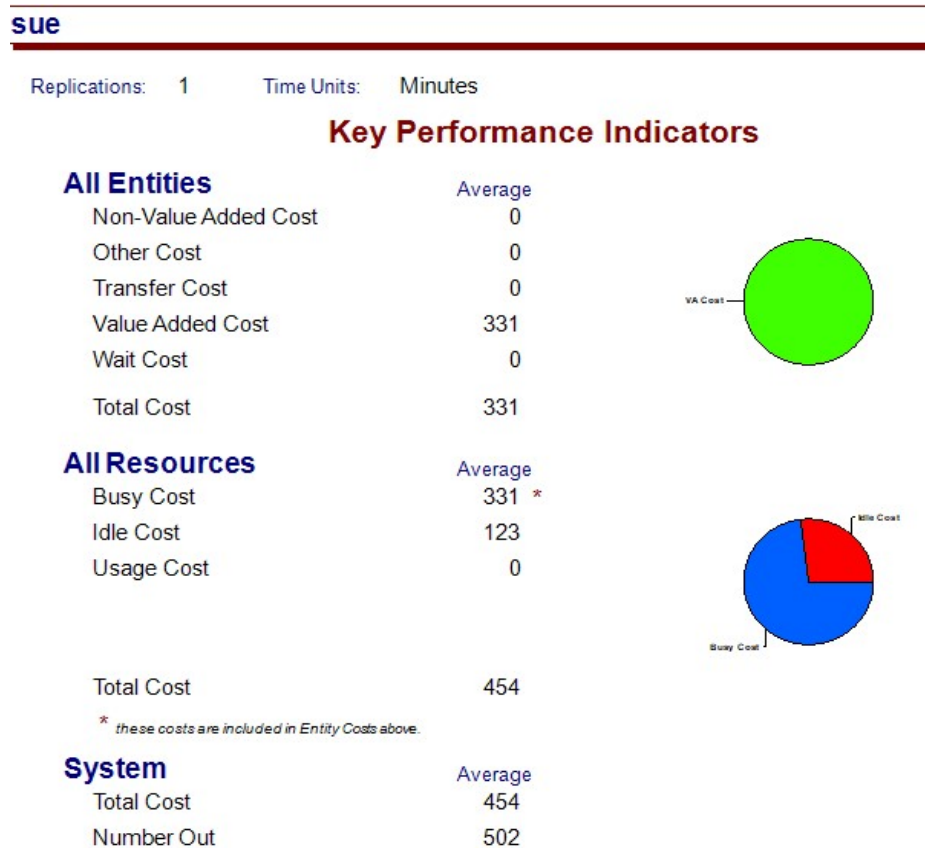 sue
Replications: 1 Time Units: Minutes
Key Performance Indicators
All Entities Average
Non-Value Added Cost 0
Other Cost 0
Transfer Cost 0
Value Added Cost 331
Wait Cost 0
Total Cost 331
VA Cost
All Resources Average
Busy Cost 331 *
Idle Cost 123
Usage Cost 0
Idle Cost
Busy Cost
Total Cost 454
* these costs are included in Entity Costs above.
System Average
Total Cost 454
Number Out 502